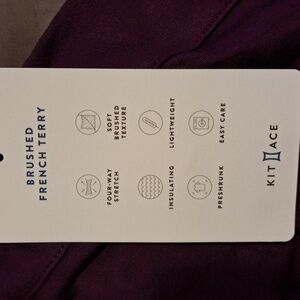 BRUSHED
FRENCH TERRY
SOFT
BRUSHED
TEXTURE
LIGHTWEIGHT
EASY CARE
FOUR-WAY
STRETCH
INSULATING
PRESHRUNK
KIT ACE